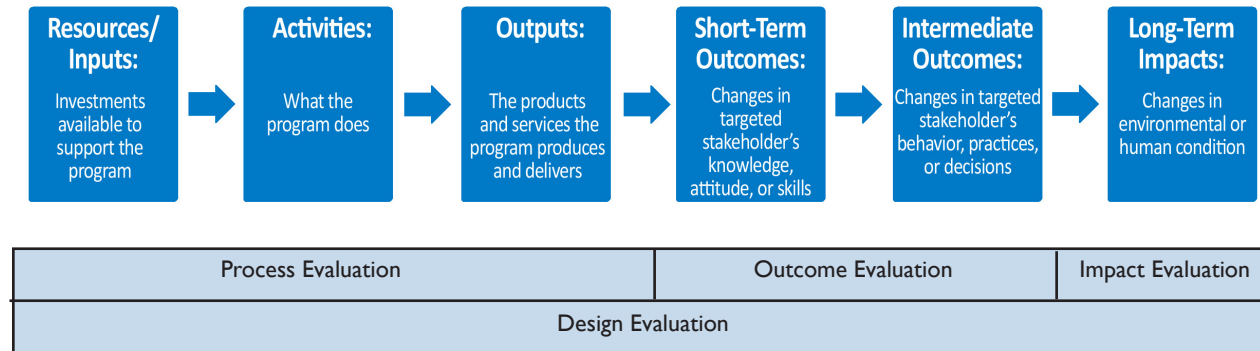 Resources/
Inputs:
Investments
available to
support the
program
Activities:
What the
program does
Outputs:
The products
and services the
program produces
and delivers
Short-Term
Outcomes:
Changes in
targeted
stakeholder's
knowledge,
attitude, or skills
Intermediate
Outcomes:
Changes in targeted
stakeholder's
behavior, practices,
or decisions
Long-Term
Impacts:
Changes in
environmental or
human condition
Process Evaluation
Outcome Evaluation
Impact Evaluation
Design Evaluation